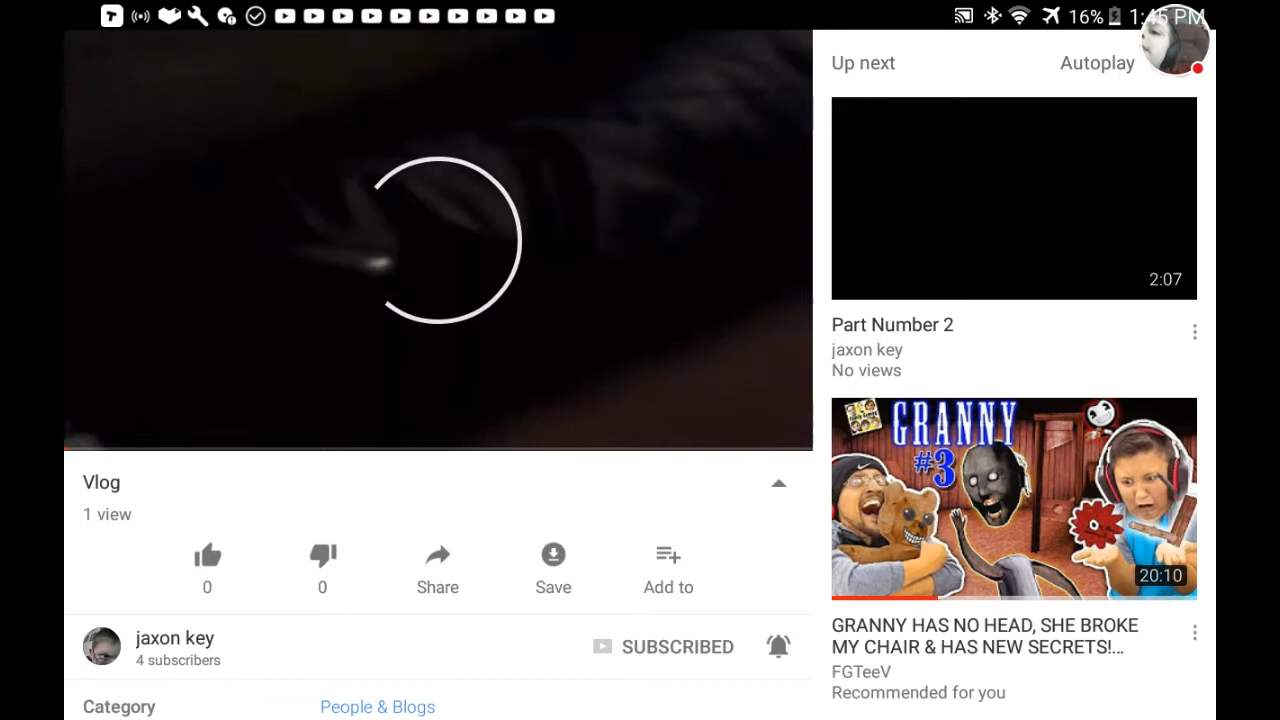 16% 1:45 PM
Up next
Autoplay
2:07
Part Number 2
jaxon key
No views
GRANNY
#3
20:10
GRANNY HAS NO HEAD, SHE BROKE
MY CHAIR & HAS NEW SECRETS!...
FGTeeV
Recommended for you
Vlog
1 view
0
0
Share
Save
Add to
jaxon key
4 subscribers
SUBSCRIBED
Category
People & Blogs